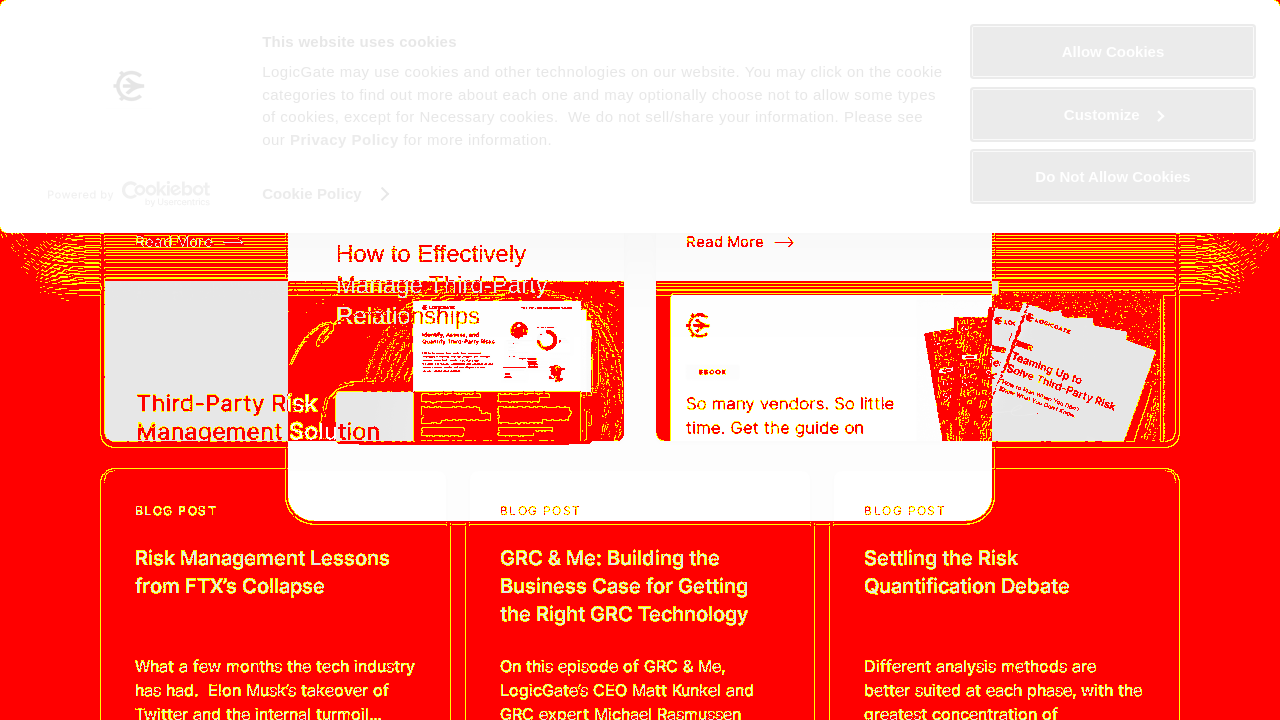 This website uses cookies
LogicGate may use cookies and other technologies on our website. You may click on the cookie
categories to find out more about each one and may optionally choose not to allow some types
of cookies, except for Necessary cookies.  We do not sell/share your information. Please see
our Privacy Policy for more information.
Cookie Policy
Powered by Cookiebot
by Usercentrics
Allow Cookies
Customize
Do Not Allow Cookies
Read More
How to Effectively
Manage Third-Party
Relationships
Read More
LOGICGATE
Identify, Assess, and
Quantify Third-Party Risks
Third-Party Risk
Management Solution
EBOOK
So many vendors. So little
time. Get the guide on
LOGICGATE
Teaming Up to
Solve Third-Party Risk
BLOG POST
Risk Management Lessons
from FTX's Collapse
What a few months the tech industry
has had.  Elon Musk's takeover of
Twitter and the internal turmoil...
BLOG POST
GRC & Me: Building the
Business Case for Getting
the Right GRC Technology
On this episode of GRC & Me,
LogicGate's CEO Matt Kunkel and
GRC expert Michael Rasmussen
BLOG POST
Settling the Risk
Quantification Debate
Different analysis methods are
better suited at each phase, with the
greatest concentration of